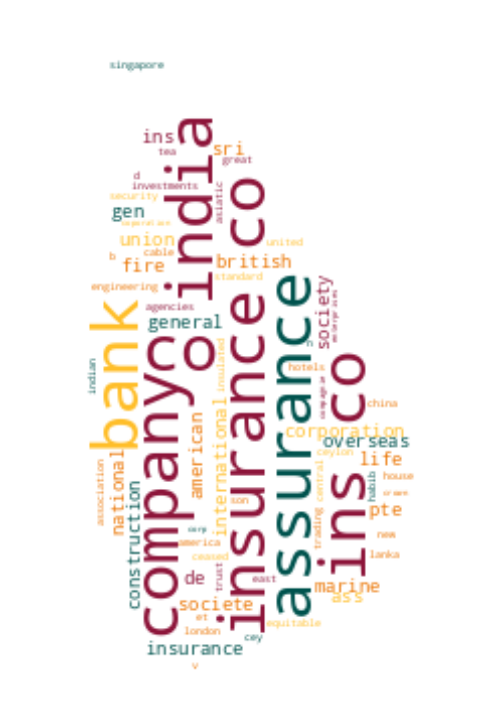 singapore
ins
india
tea
sri
great
d
investments
asiatic
co
security
gen
union
united
b
cable
fire
british
standard
engineering
bank
agencies
general
society
enterprises
assurance
insurance co
company
co
h
indian
insulated
hotels
ins co
china
american
international
corporation
overseas
ceylon
life
association
national
construction
central
habib
house
son
pte
corp
trading
new
america
ceased
lanka
de
trust
east
marine
ass
societe
et
equitable
london
cey
insurance
v